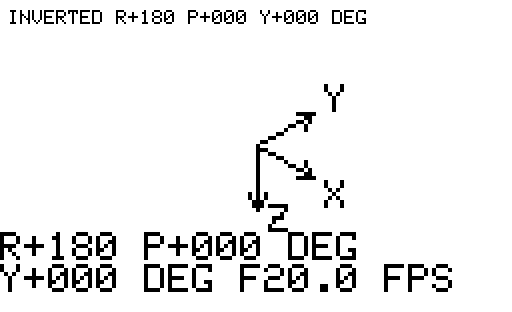 INVERTED R+180 P+000 Y+000 DEG
Y
X
Z
R+180 P+000 DEG
Y+000 DEG F20.0 FPS